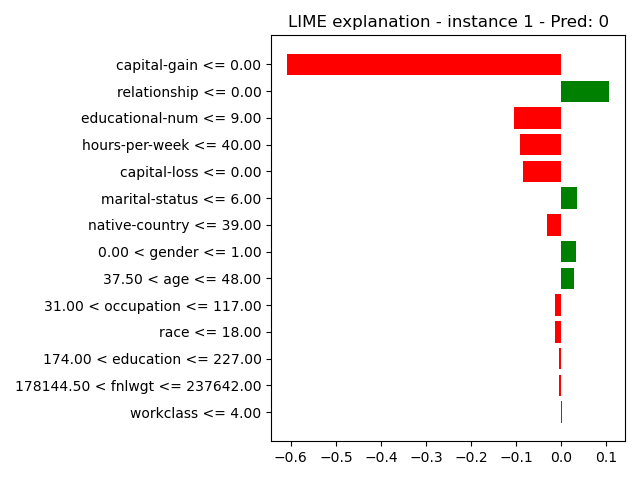 LIME explanation - instance 1 - Pred: 0
capital-gain <= 0.00
relationship <= 0.00
educational-num <= 9.00
hours-per-week <= 40.00
capital-loss <= 0.00
marital-status <= 6.00
native-country <= 39.00
0.00 < gender <= 1.00
37.50 < age <= 48.00
31.00 < occupation <= 117.00
race <= 18.00
174.00 < education <= 227.00
178144.50 < fnlwgt <= 237642.00
workclass <= 4.00
−0.6 −0.5 −0.4 −0.3 −0.2 −0.1 0.0 0.1